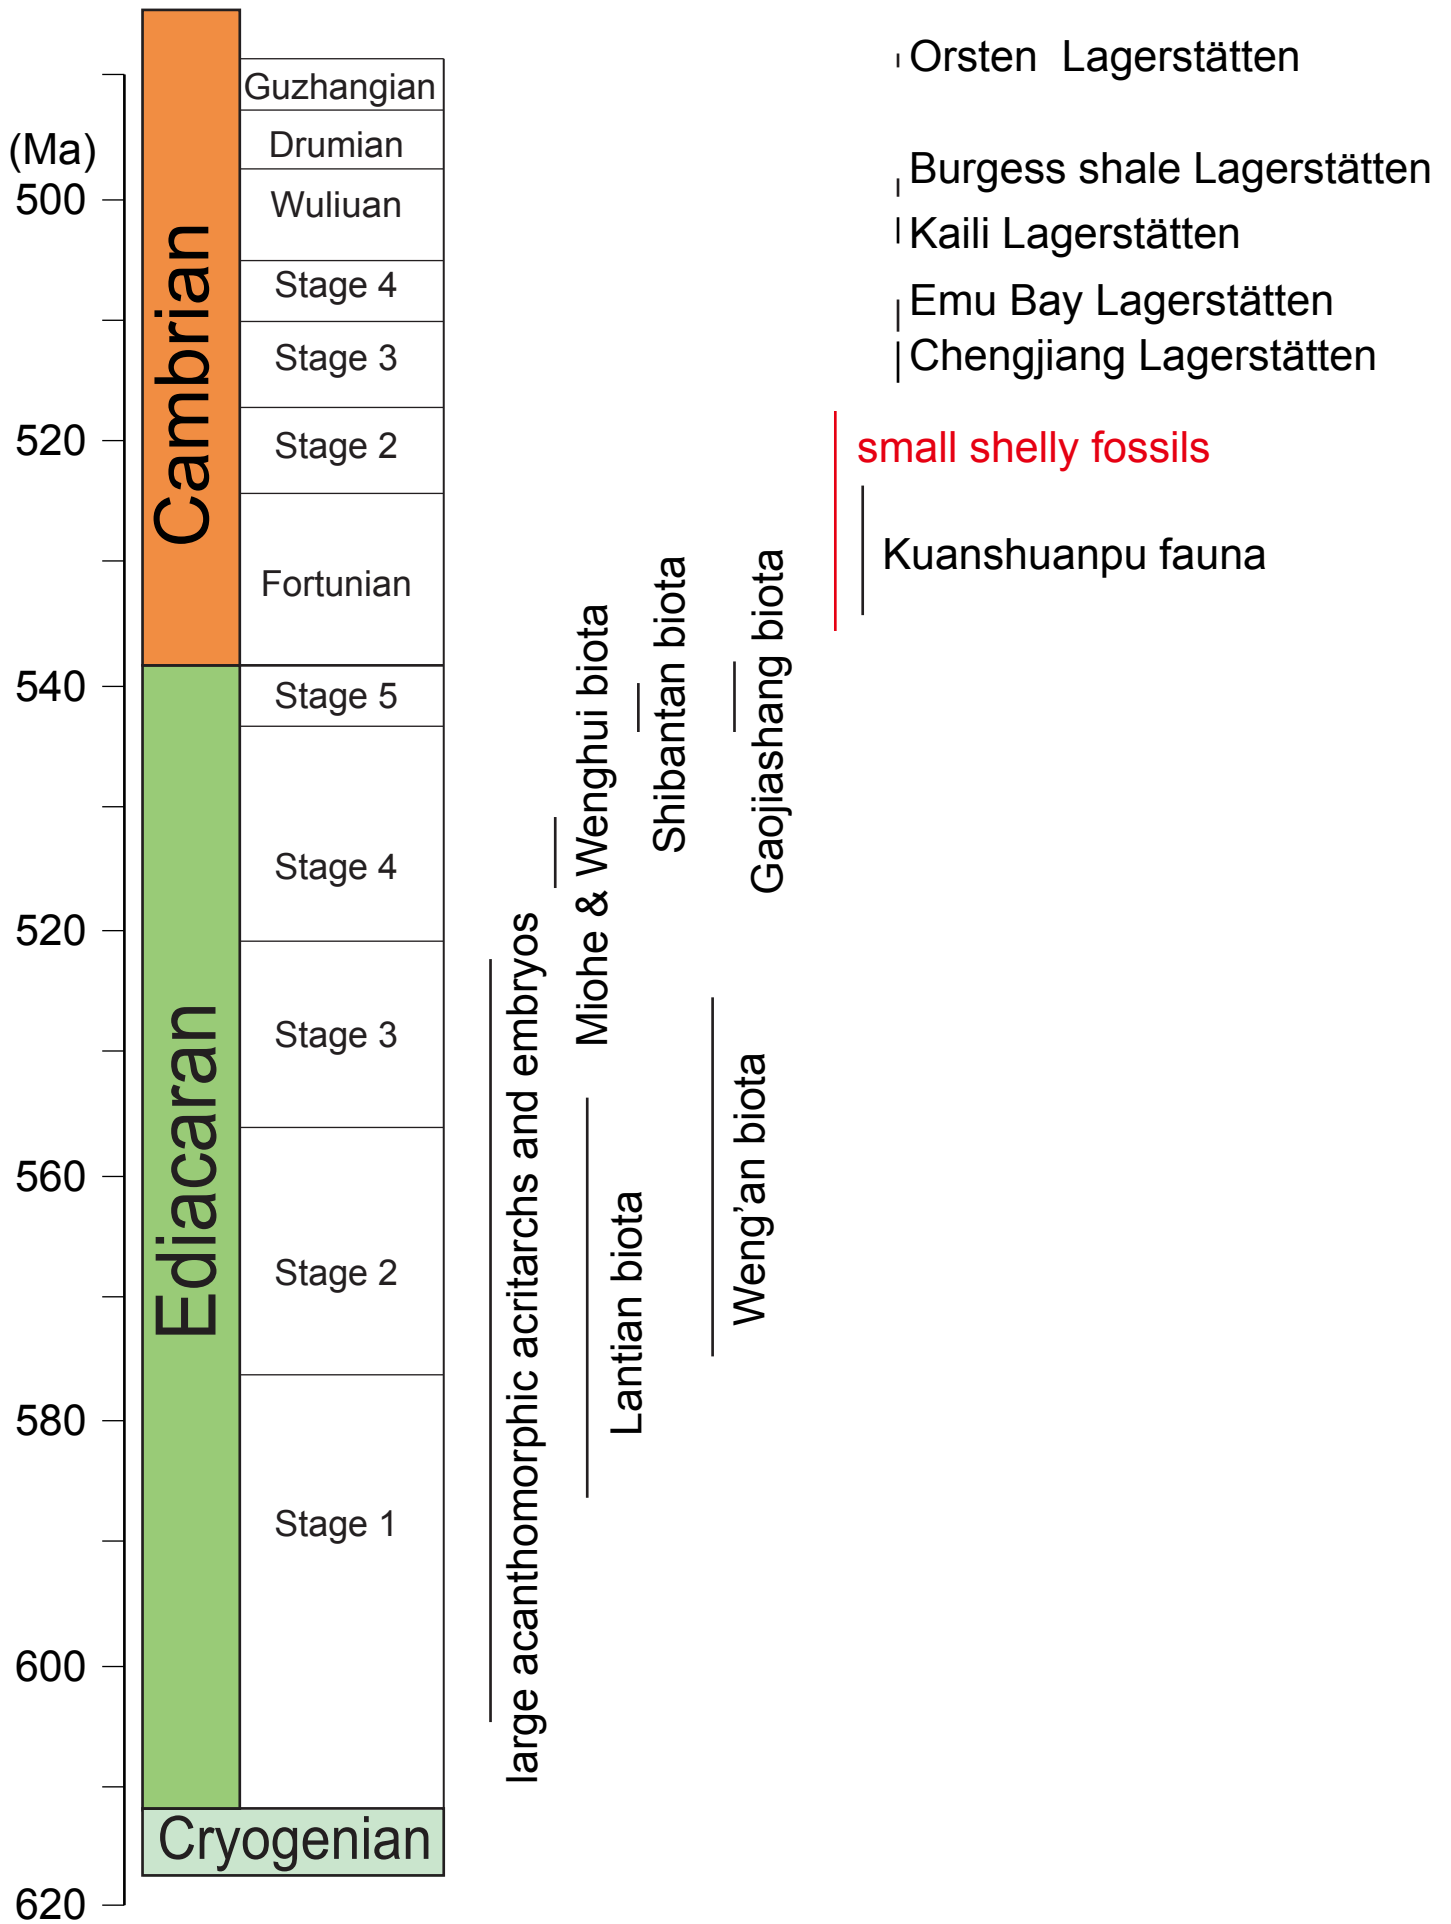 (Ma)
500
520
540
520
560
580
600
620
Cambrian
Ediacaran
Cryogenian
Guzhangian
Drumian
Wuliuan
Stage 4
Stage 3
Stage 2
Fortunian
Stage 5
Stage 4
Stage 3
Stage 2
Stage 1
large acanthomorphic acritarchs and embryos
Miohe & Wenghui biota
Lantian biota
Shibantan biota
Weng’an biota
Gaojiashang biota
Orsten Lagerstätten
Burgess shale Lagerstätten
Kaili Lagerstätten
Emu Bay Lagerstätten
Chengjiang Lagerstätten
small shelly fossils
Kuanshuanpu fauna